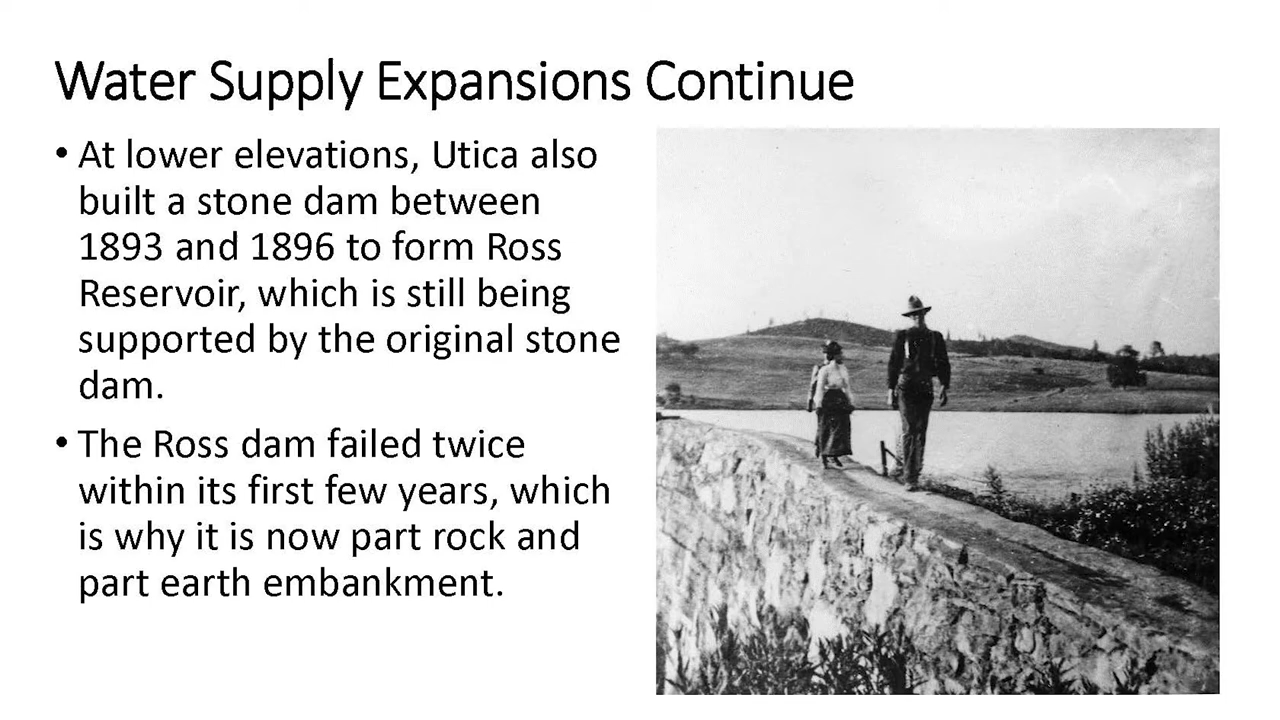 Water Supply Expansions Continue
• At lower elevations, Utica also
built a stone dam between
1893 and 1896 to form Ross
Reservoir, which is still being
supported by the original stone
dam.
• The Ross dam failed twice
within its first few years, which
is why it is now part rock and
part earth embankment.